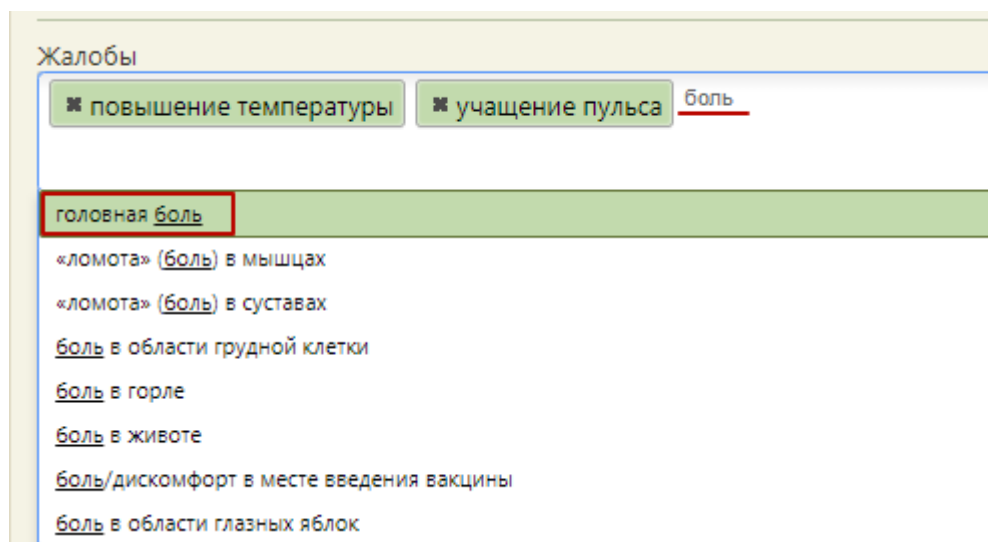 Жалобы
✖ повышение температуры ✖ учащение пульса боль
головная боль
«ломота» (боль) в мышцах
«ломота» (боль) в суставах
боль в области грудной клетки
боль в горле
боль в животе
боль/дискомфорт в месте введения вакцины
боль в области глазных яблок